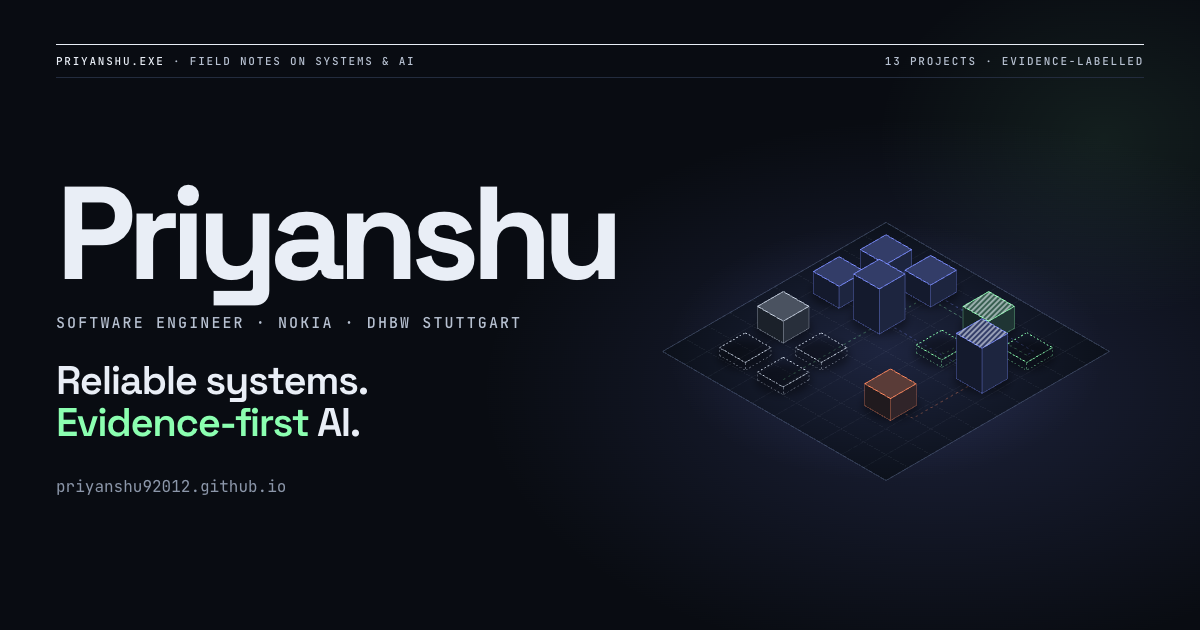 PRIYANSHU.EXE · FIELD NOTES ON SYSTEMS & AI
13 PROJECTS · EVIDENCE-LABELLED
Priyanshu
SOFTWARE ENGINEER · NOKIA · DHBW STUTTGART
Reliable systems.
Evidence-first AI.
priyanshu92012.github.io